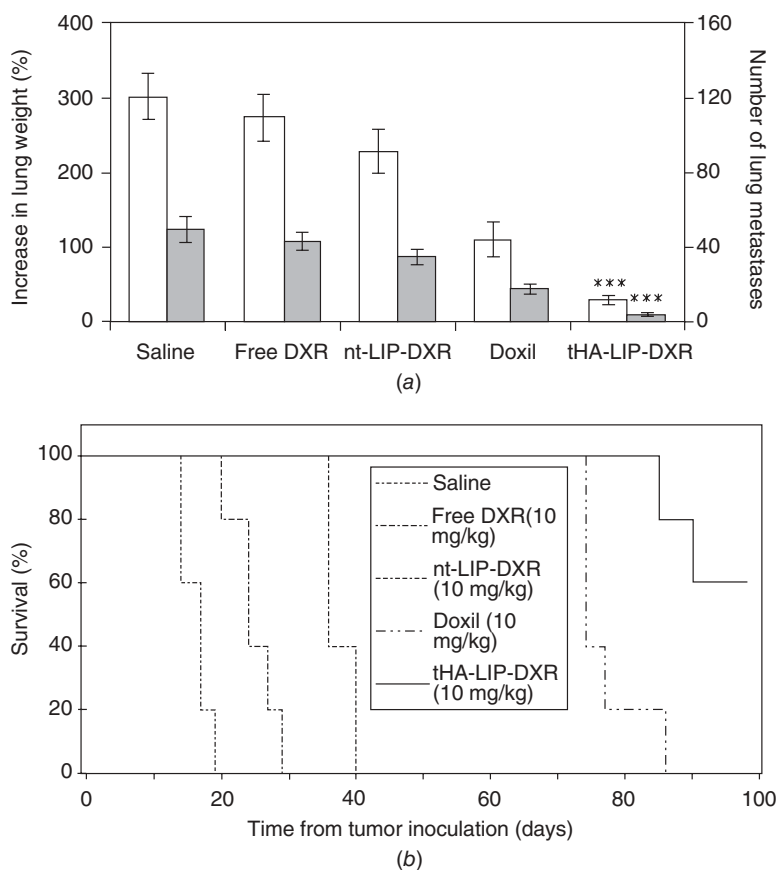 400
300
200
100
0
Increase in lung weight (%)
160
120
80
40
0
Number of lung metastases
*** ***
Saline Free DXR nt-LIP-DXR Doxil tHA-LIP-DXR
(a)
100
80
60
40
20
0
Survival (%)
Saline
Free DXR(10
mg/kg)
nt-LIP-DXR
(10 mg/kg)
Doxil (10
mg/kg)
tHA-LIP-DXR
(10 mg/kg)
0 20 40 60 80 100
Time from tumor inoculation (days)
(b)